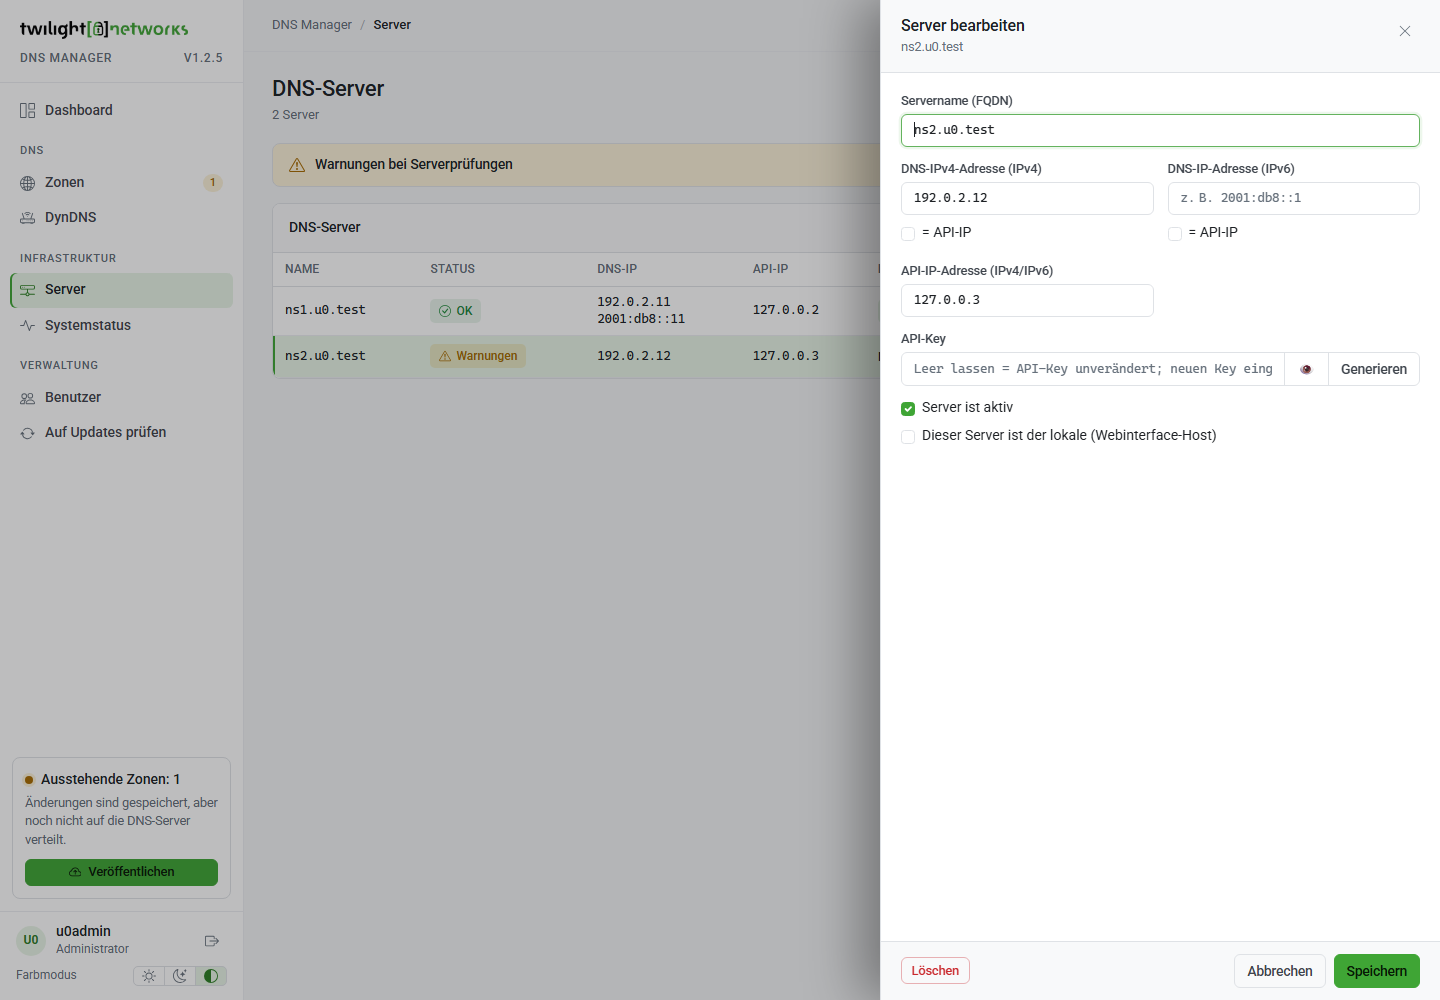 twilight[]networks
DNS MANAGER V1.2.5
Dashboard
DNS
Zonen 1
DynDNS
INFRASTRUKTUR
Server
Systemstatus
VERWALTUNG
Benutzer
Auf Updates prüfen
Ausstehende Zonen: 1
Änderungen sind gespeichert, aber
noch nicht auf die DNS-Server
verteilt.
Veröffentlichen
U0 u0admin
Administrator
Farbmodus
DNS Manager / Server
DNS-Server
2 Server
Warnungen bei Serverprüfungen
DNS-Server
NAME STATUS DNS-IP API-IP
ns1.u0.test OK 192.0.2.11 127.0.0.2
2001:db8::11
ns2.u0.test Warnungen 192.0.2.12 127.0.0.3
Server bearbeiten
ns2.u0.test
Servername (FQDN)
ns2.u0.test
DNS-IPv4-Adresse (IPv4) DNS-IP-Adresse (IPv6)
192.0.2.12 z. B. 2001:db8::1
= API-IP = API-IP
API-IP-Adresse (IPv4/IPv6)
127.0.0.3
API-Key
Leer lassen = API-Key unverändert; neuen Key eing Generieren
Server ist aktiv
Dieser Server ist der lokale (Webinterface-Host)
Löschen Abbrechen Speichern